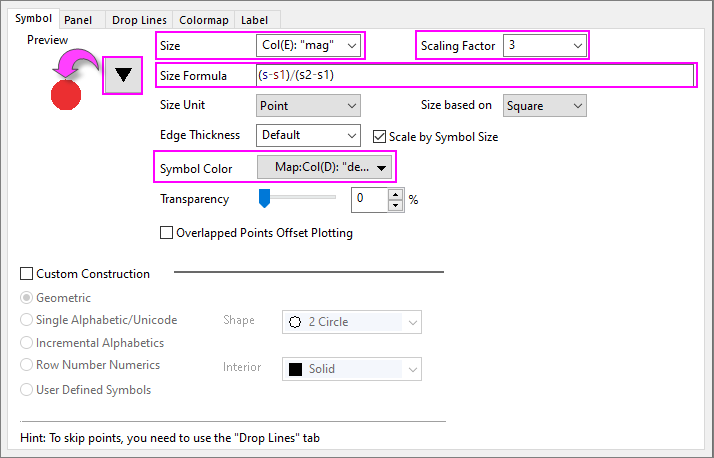 Symbol Panel Drop Lines Colormap Label
Preview
Size Col(E): "mag" Scaling Factor 3
Size Formula (s-s1)/(s2-s1)
Size Unit Point Size based on Square
Edge Thickness Default Scale by Symbol Size
Symbol Color Map:Col(D): "de...
Transparency 0 %
Overlapped Points Offset Plotting
Custom Construction
Geometric
Single Alphabetic/Unicode Shape 2 Circle
Incremental Alphabetics
Row Number Numerics Interior Solid
User Defined Symbols
Hint: To skip points, you need to use the "Drop Lines" tab